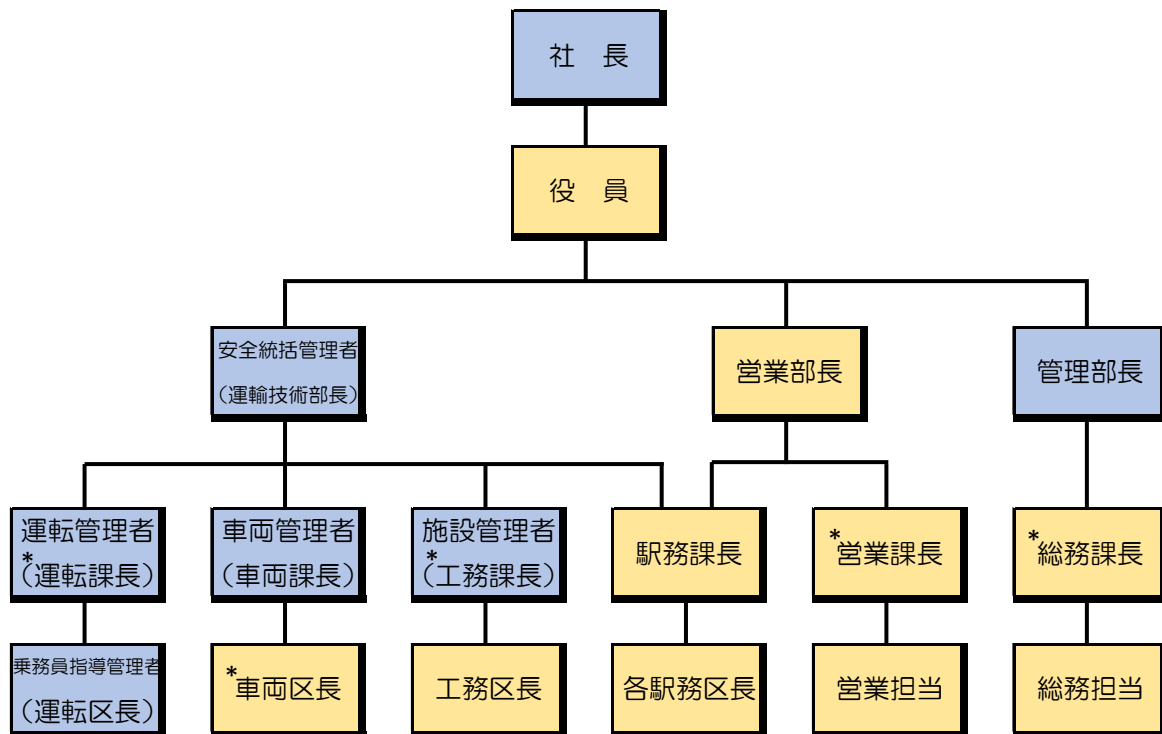 社　長
役　員
安全統括管理者
（運輸技術部長）
営業部長
管理部長
運転管理者
*（運転課長）
車両管理者
（車両課長）
施設管理者
*（工務課長）
駅務課長
*営業課長
*総務課長
乗務員指導管理者
（運転区長）
*車両区長
工務区長
各駅務区長
営業担当
総務担当